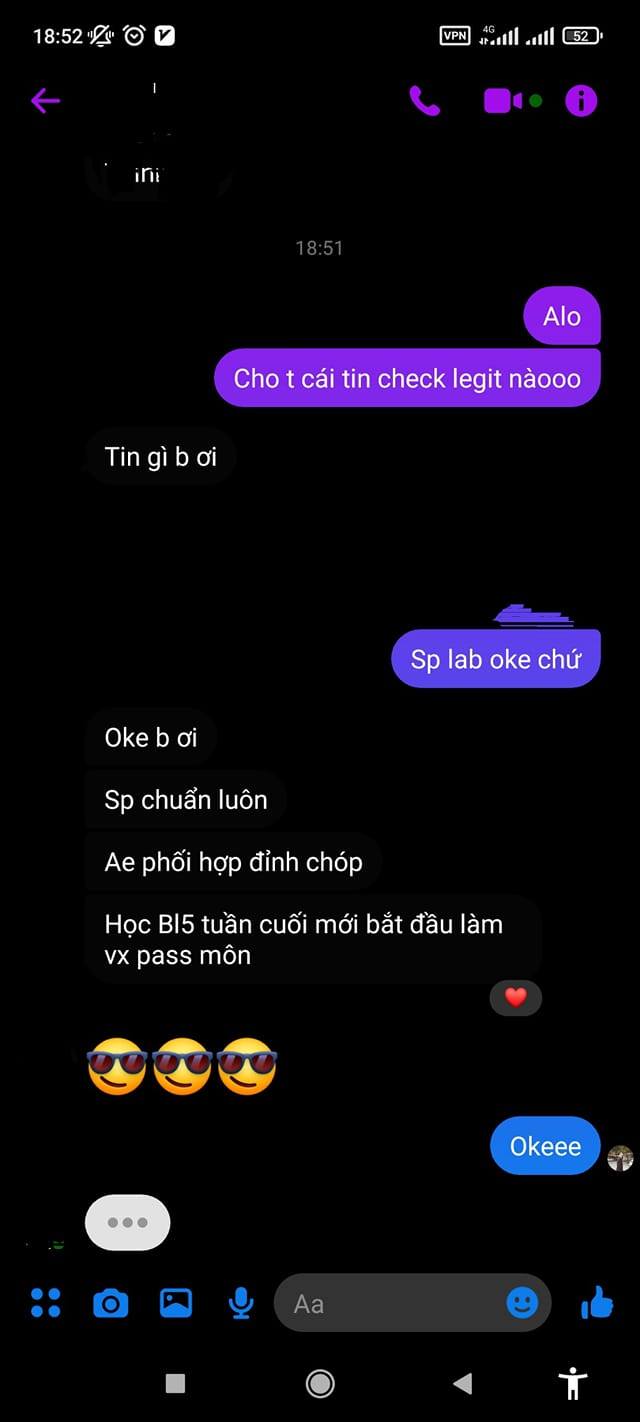 18:52
VPN 4G 52
18:51
Alo
Cho t cái tin check legit nàooo
Tin gì b ơi
Sp lab oke chứ
Oke b ơi
Sp chuẩn luôn
Ae phối hợp đỉnh chóp
Học Bl5 tuần cuối mới bắt đầu làm
vx pass môn
Okeee
Aa